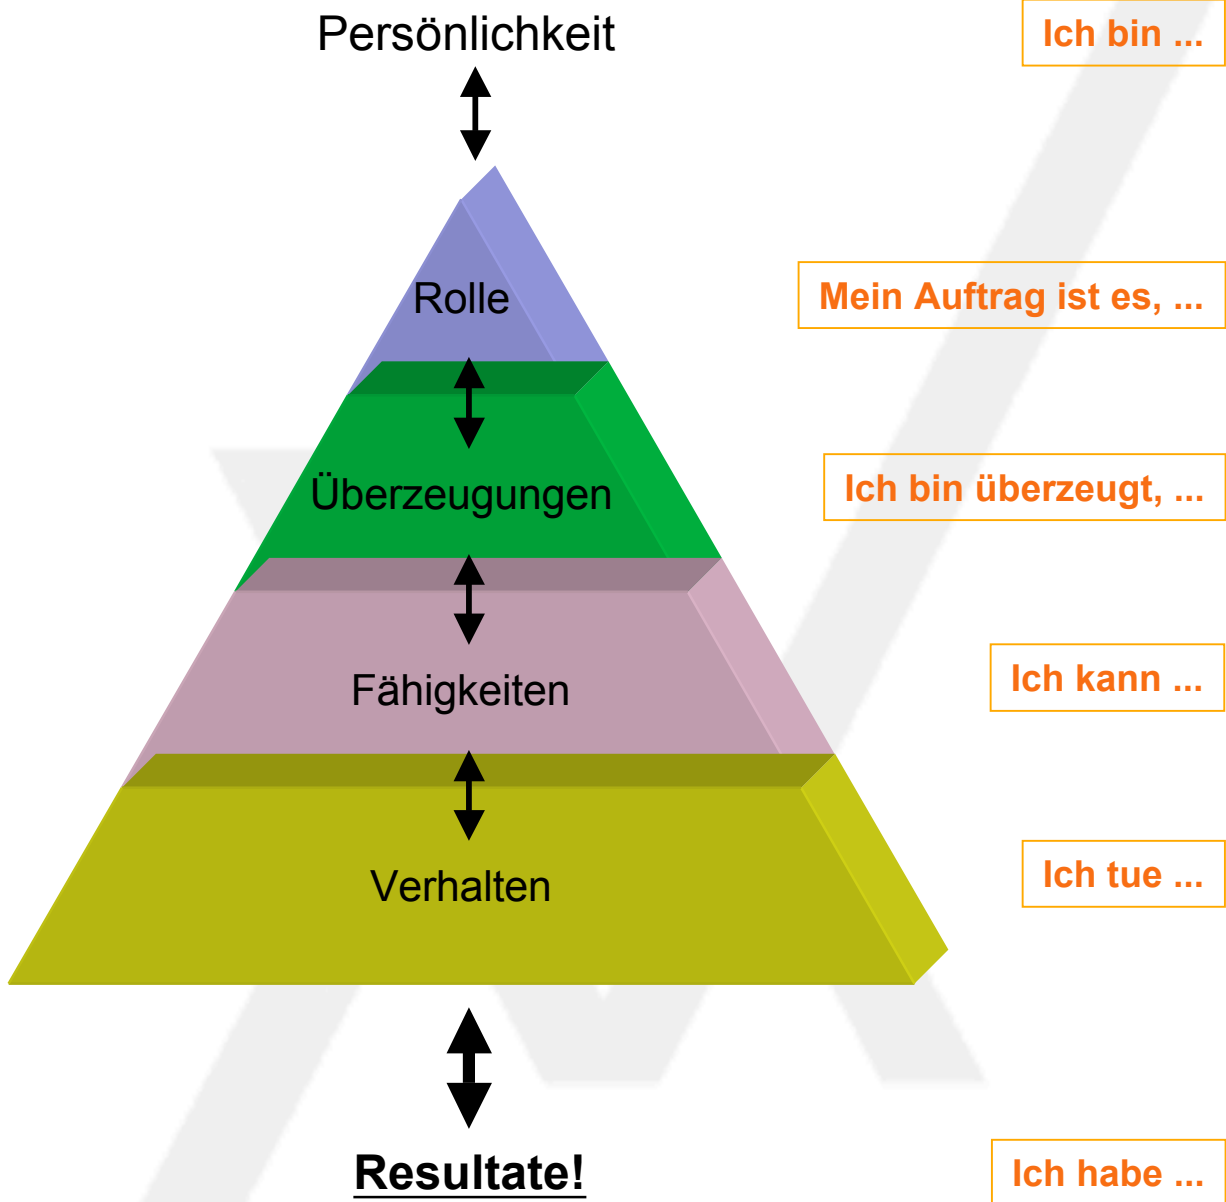 Persönlichkeit
Ich bin ...
Rolle
Mein Auftrag ist es, ...
Überzeugungen
Ich bin überzeugt, ...
Fähigkeiten
Ich kann ...
Verhalten
Ich tue ...
Resultate!
Ich habe ...